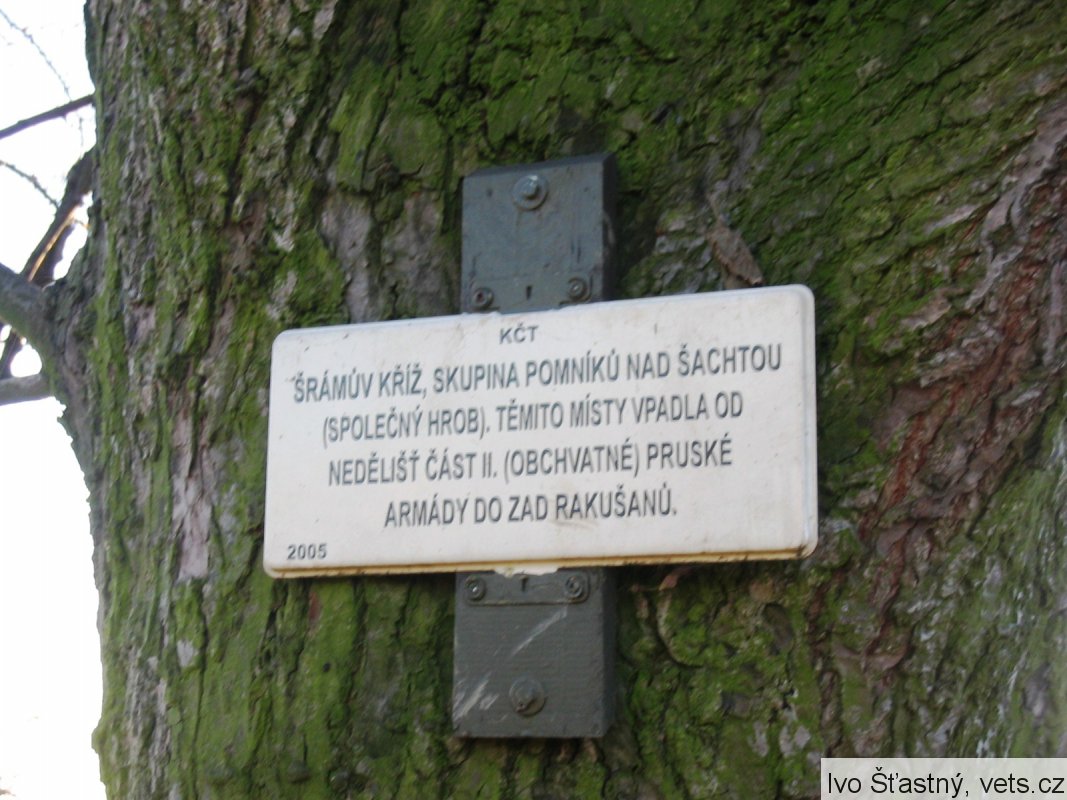 KČT
ŠRÁMŮV KŘÍŽ, SKUPINA POMNÍKŮ NAD ŠACHTOU
(SPOLEČNÝ HROB). TĚMITO MÍSTY VPADLA OD
NEDĚLIŠŤ ČÁST II. (OBCHVATNÉ) PRUSKÉ
ARMÁDY DO ZAD RAKUŠANŮ.
2005
Ivo Šťastný, vets.cz